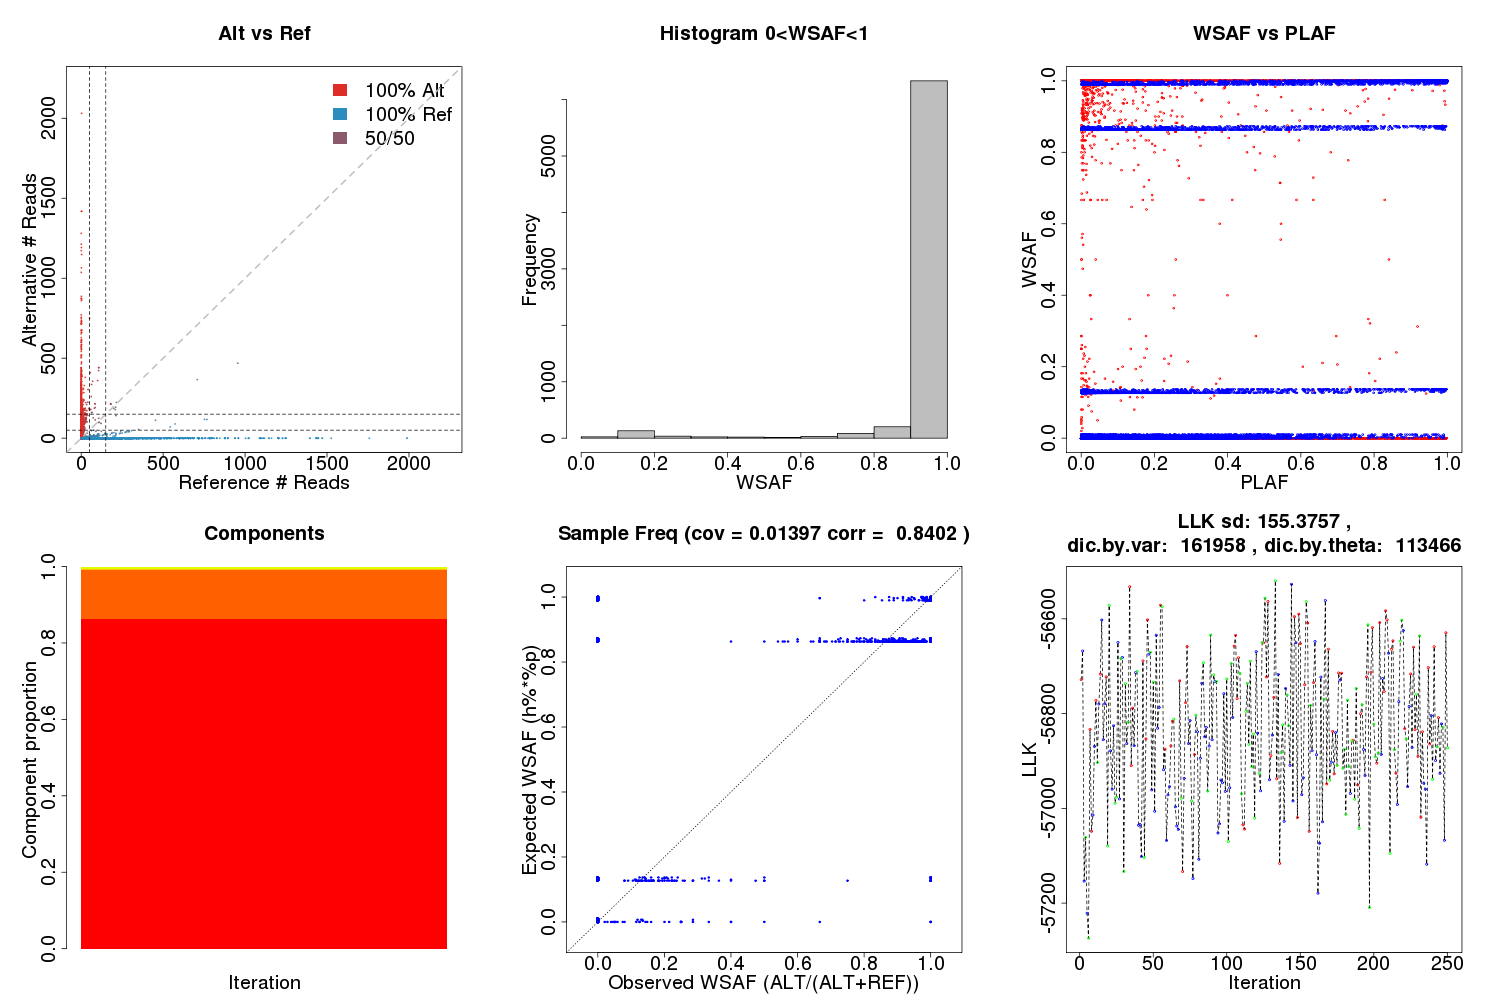 Alt vs Ref
Alternative # Reads
0 500 1000 1500 2000
100% Alt
100% Ref
50/50
0 500 1000 1500 2000
Reference # Reads
Histogram 0<WSAF<1
Frequency
0 1000 3000 5000
0.0 0.2 0.4 0.6 0.8 1.0
WSAF
WSAF vs PLAF
WSAF
0.0 0.2 0.4 0.6 0.8 1.0
0.0 0.2 0.4 0.6 0.8 1.0
PLAF
Components
Component proportion
0.0 0.2 0.4 0.6 0.8 1.0
Iteration
Sample Freq (cov = 0.01397 corr = 0.8402 )
Expected WSAF (h%*%p)
0.0 0.2 0.4 0.6 0.8 1.0
0.0 0.2 0.4 0.6 0.8 1.0
Observed WSAF (ALT/(ALT+REF))
LLK sd: 155.3757 ,
dic.by.var: 161958 , dic.by.theta: 113466
LLK
-57200 -57000 -56800 -56600
0 50 100 150 200 250
Iteration